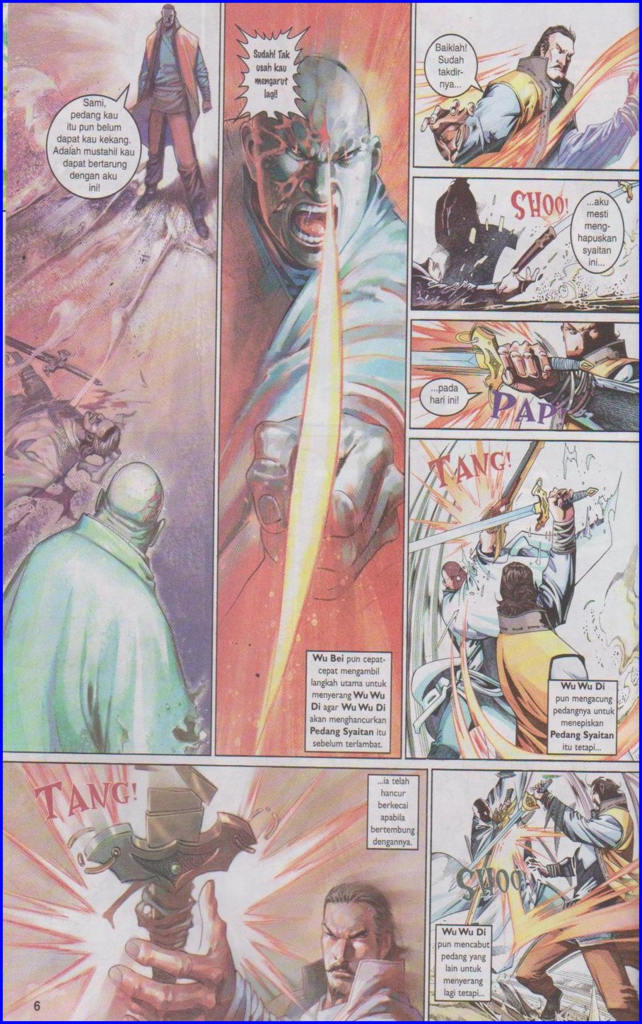 Sami,
pedang kau
itu pun belum
dapat kau kekang.
Adalah mustahil kau
dapat bertarung
dengan aku
ini!
Sudah! Tak
usah kau
mengarut
lagi!
Wu Bei pun cepat-
cepat mengambil
langkah utama untuk
menyerang Wu Wu
Di agar Wu Wu Di
akan menghancurkan
Pedang Syaitan itu
sebelum terlambat.
Baiklah!
Sudah
takdir-
nya...
SHOO!
...aku
mesti
meng-
hapuskan
syaitan
ini...
...pada
hari ini!
PAP!
TANG!
Wu Wu Di
pun mengacung
pedangnya untuk
menepiskan
Pedang Syaitan
itu tetapi...
TANG!
...ia telah
hancur
berkecai
apabila
bertembung
dengannya.
SHOO!
Wu Wu Di
pun mencabut
pedang yang
lain untuk
menyerang
lagi tetapi...
6